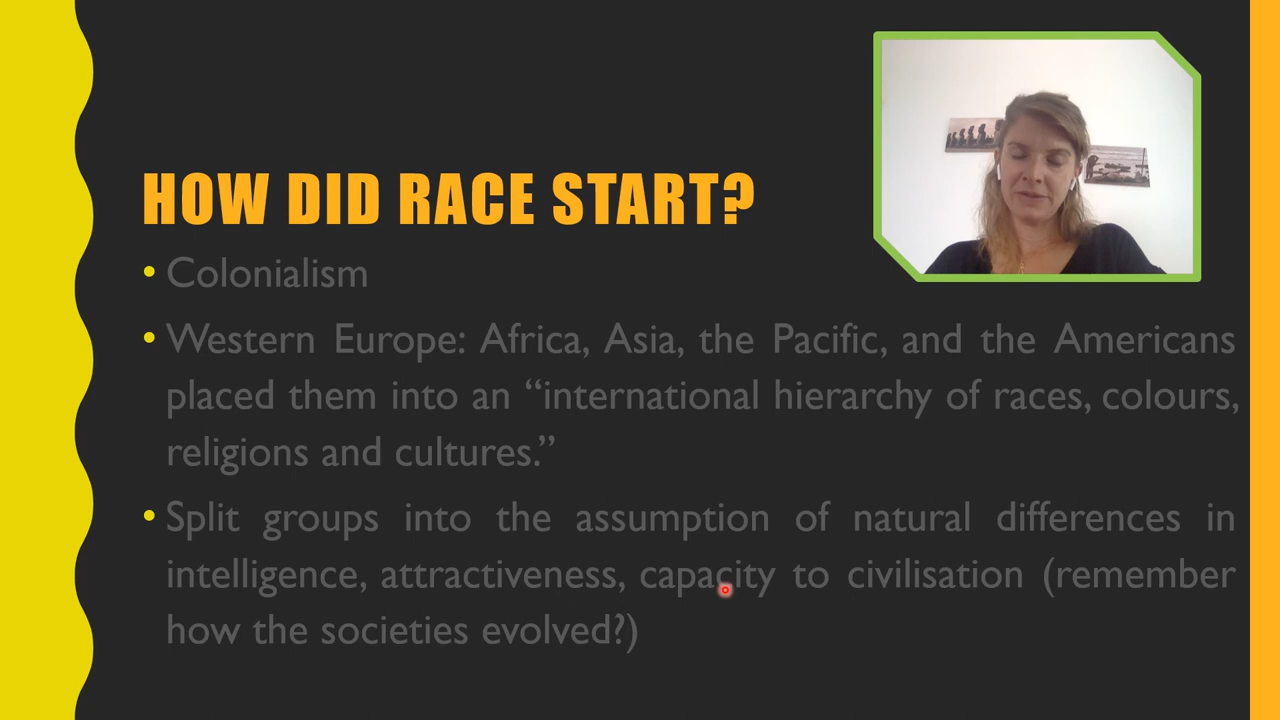 HOW DID RACE START?
• Colonialism
• Western Europe: Africa, Asia, the Pacific, and the Americans
placed them into an “international hierarchy of races, colours,
religions and cultures.”
• Split groups into the assumption of natural differences in
intelligence, attractiveness, capacity to civilisation (remember
how the societies evolved?)